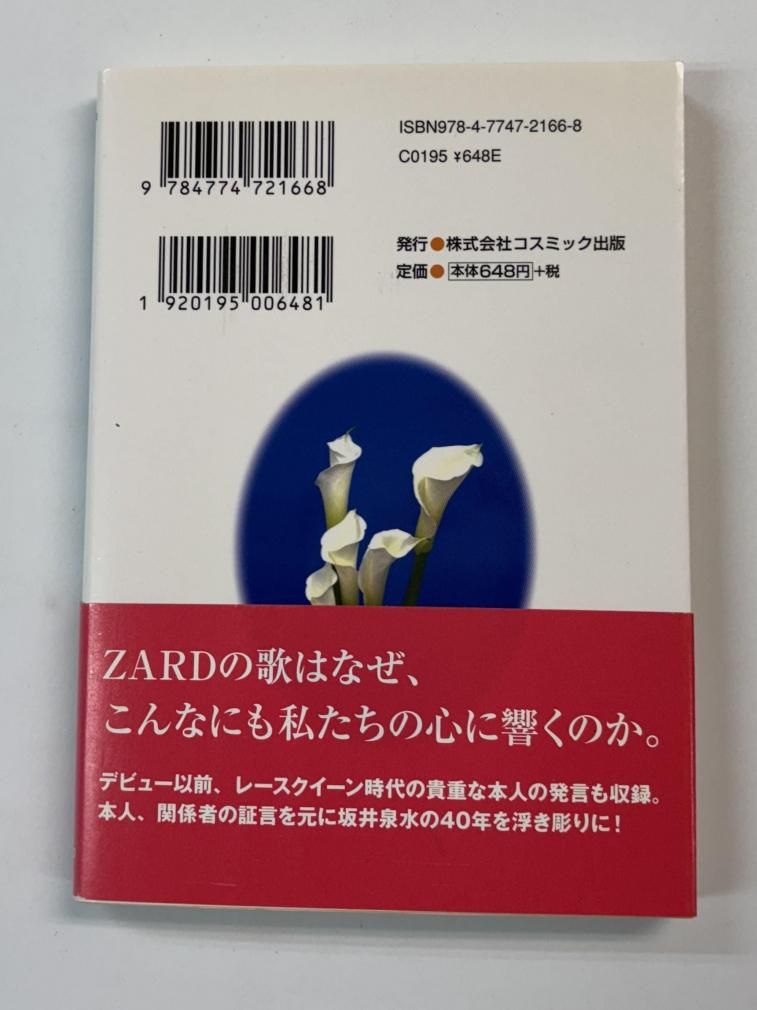 9 784774 721668
ISBN978-4-7747-2166-8
C0195 ¥648E
1 920195 006481
発行●株式会社コスミック出版
定価●本体648円+税
ZARDの歌はなぜ、
こんなにも私たちの心に響くのか。
デビュー以前、レースクイーン時代の貴重な本人の発言も収録。
本人、関係者の証言を元に坂井泉水の40年を浮き彫りに!